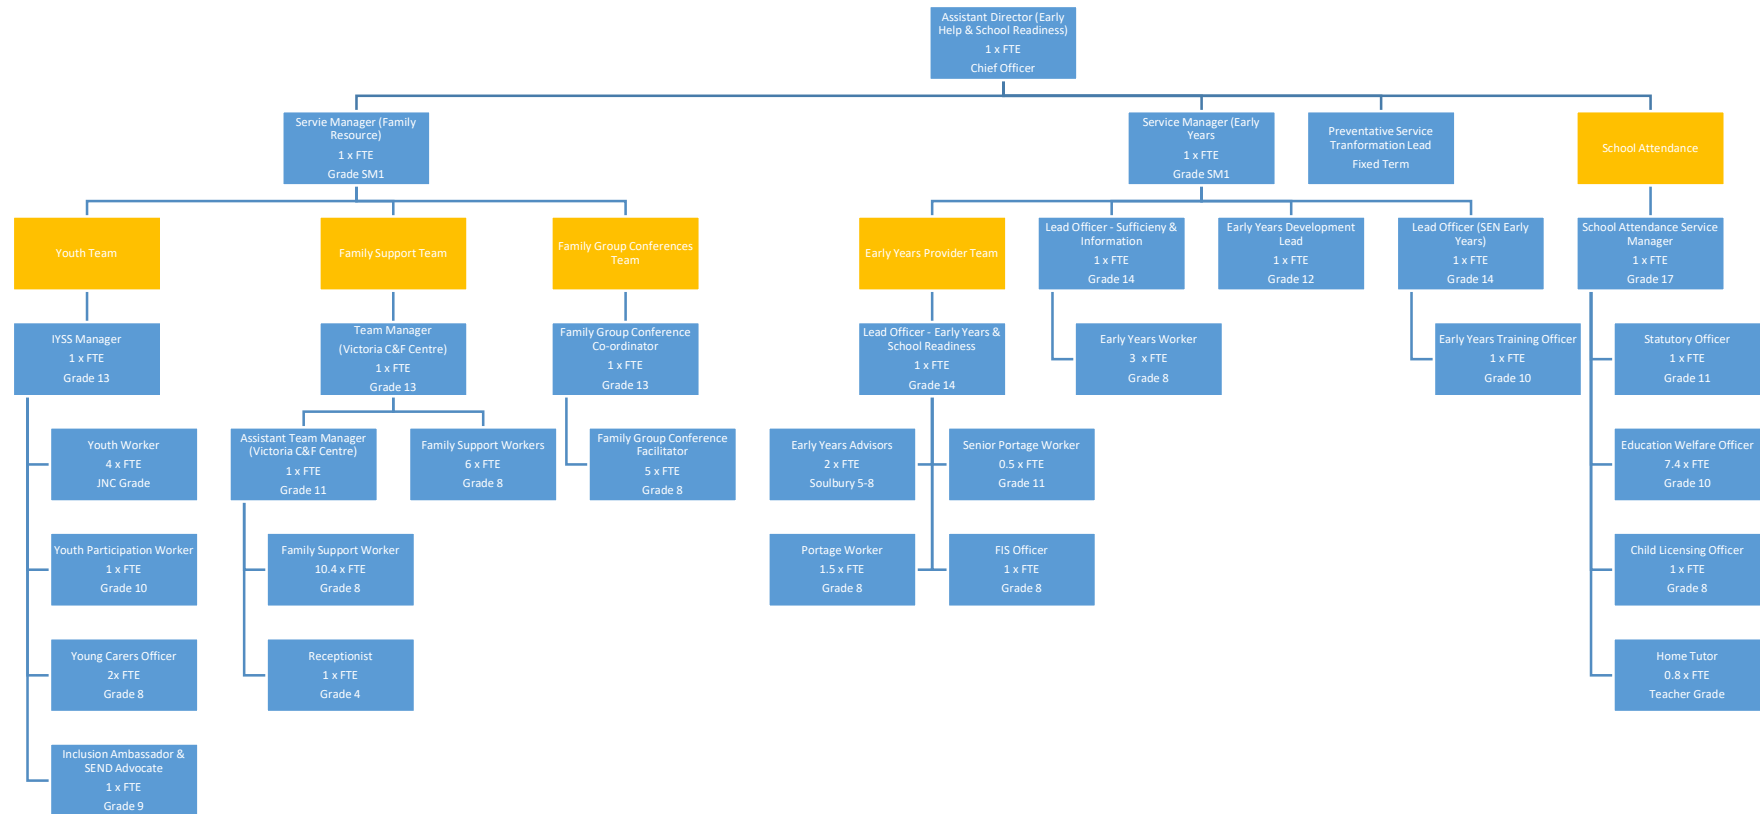 Assistant Director (Early
Help & School Readiness)
1 x FTE
Chief Officer
Servie Manager (Family
Resource)
1 x FTE
Grade SM1
Service Manager (Early
Years
1 x FTE
Grade SM1
Preventative Service
Tranformation Lead
Fixed Term
School Attendance
Youth Team
Family Support Team
Family Group Conferences
Team
Early Years Provider Team
Lead Officer - Sufficieny &
Information
1 x FTE
Grade 14
Early Years Development
Lead
1 x FTE
Grade 12
Lead Officer (SEN Early
Years)
1 x FTE
Grade 14
School Attendance Service
Manager
1 x FTE
Grade 17
IYSS Manager
1 x FTE
Grade 13
Team Manager
(Victoria C&F Centre)
1 x FTE
Grade 13
Family Group Conference
Co-ordinator
1 x FTE
Grade 13
Lead Officer - Early Years &
School Readiness
1 x FTE
Grade 14
Early Years Worker
3 x FTE
Grade 8
Early Years Training Officer
1 x FTE
Grade 10
Statutory Officer
1 x FTE
Grade 11
Youth Worker
4 x FTE
JNC Grade
Assistant Team Manager
(Victoria C&F Centre)
1 x FTE
Grade 11
Family Support Workers
6 x FTE
Grade 8
Family Group Conference
Facilitator
5 x FTE
Grade 8
Early Years Advisors
2 x FTE
Soulbury 5-8
Senior Portage Worker
0.5 x FTE
Grade 11
Education Welfare Officer
7.4 x FTE
Grade 10
Youth Participation Worker
1 x FTE
Grade 10
Family Support Worker
10.4 x FTE
Grade 8
Portage Worker
1.5 x FTE
Grade 8
FIS Officer
1 x FTE
Grade 8
Child Licensing Officer
1 x FTE
Grade 8
Young Carers Officer
2x FTE
Grade 8
Receptionist
1 x FTE
Grade 4
Home Tutor
0.8 x FTE
Teacher Grade
Inclusion Ambassador &
SEND Advocate
1 x FTE
Grade 9